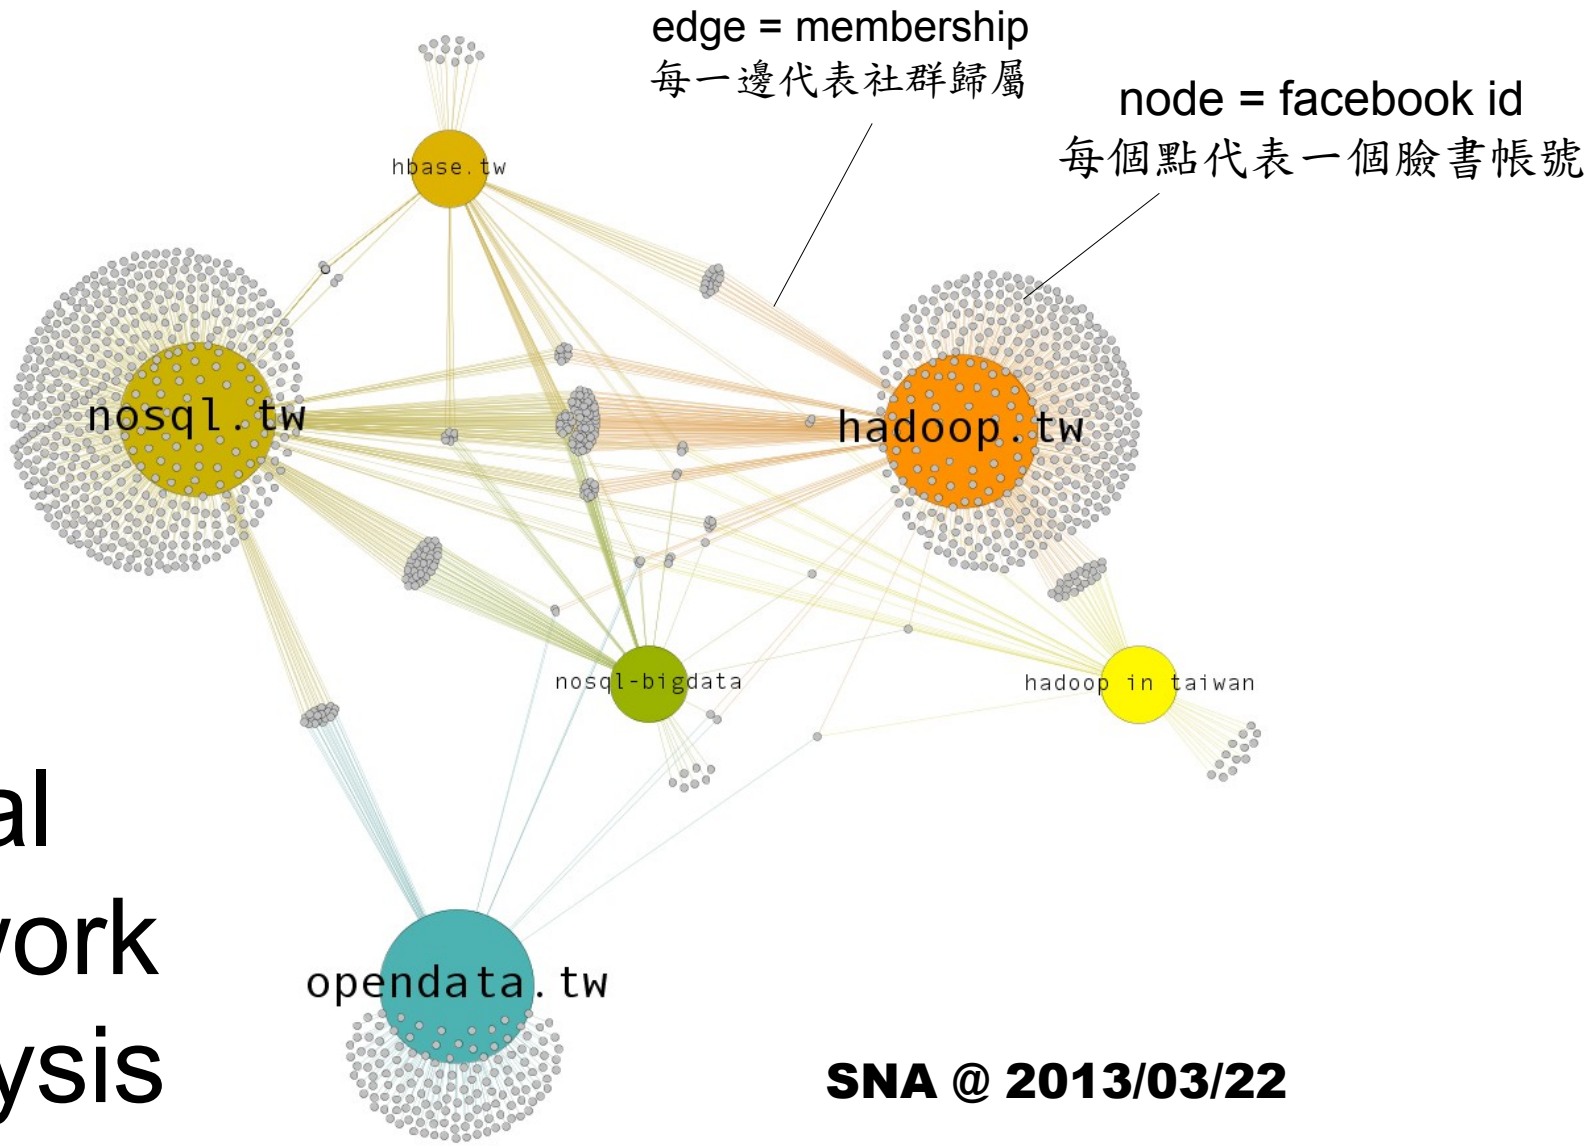 edge = membership
每一邊代表社群歸屬
node = facebook id
每個點代表一個臉書帳號
hbase.tw
nosql.tw
hadoop.tw
nosql-bigdata
hadoop in taiwan
al
work
ysis
opendata.tw
SNA @ 2013/03/22